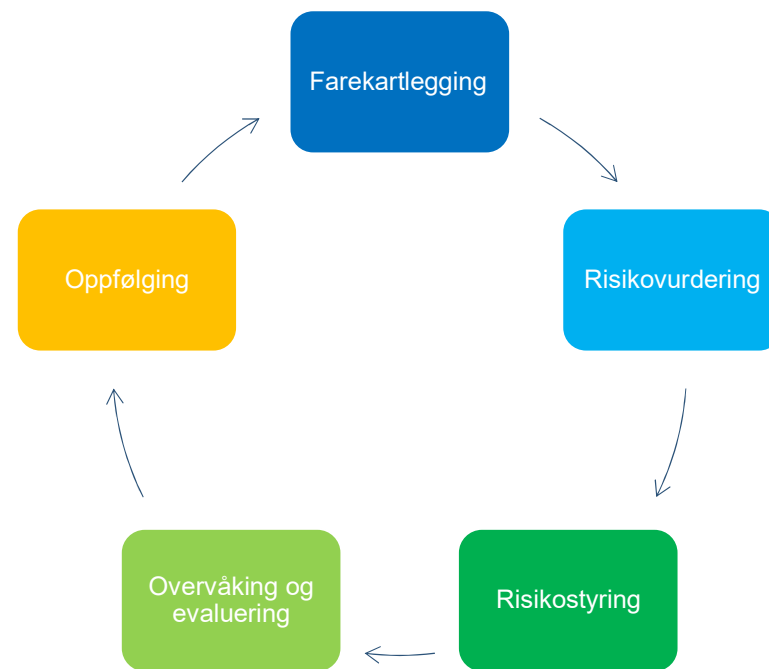 Farekartlegging
Risikovurdering
Risikostyring
Overvåking og
evaluering
Oppfølging